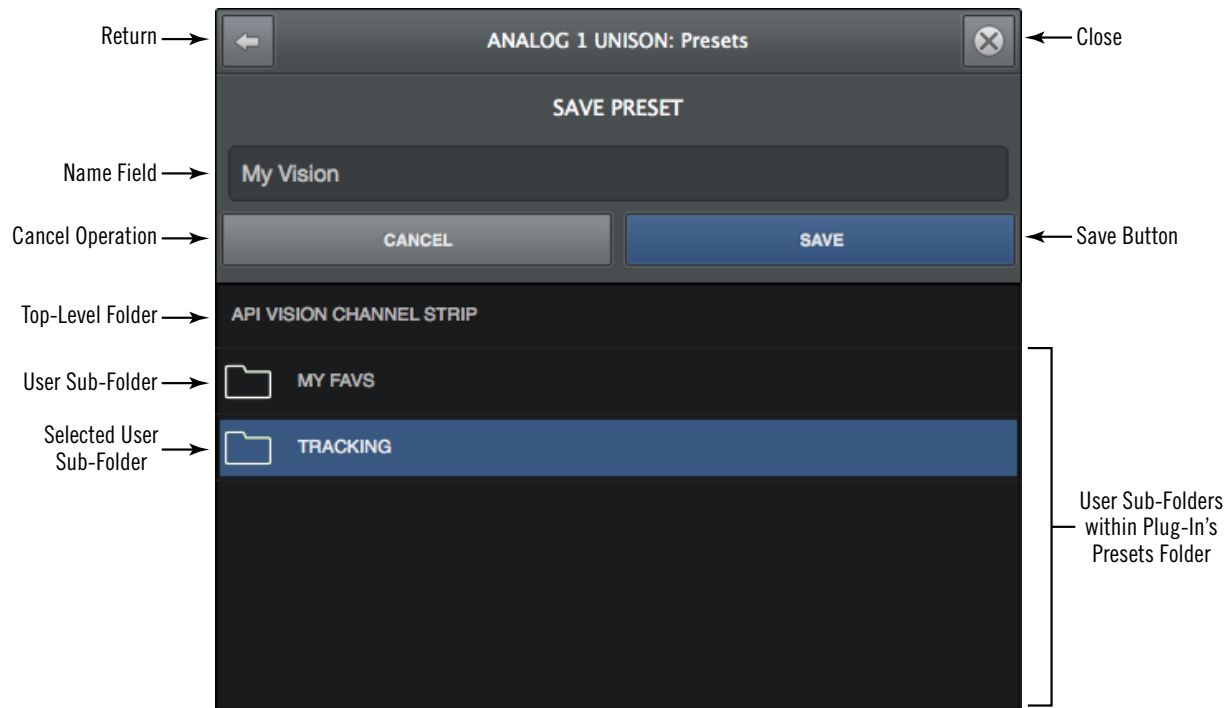 Return
ANALOG 1 UNISON: Presets
Close
SAVE PRESET
Name Field
My Vision
Cancel Operation
CANCEL
SAVE
Save Button
Top-Level Folder
API VISION CHANNEL STRIP
User Sub-Folder
MY FAVS
Selected User
Sub-Folder
TRACKING
User Sub-Folders
within Plug-In's
Presets Folder